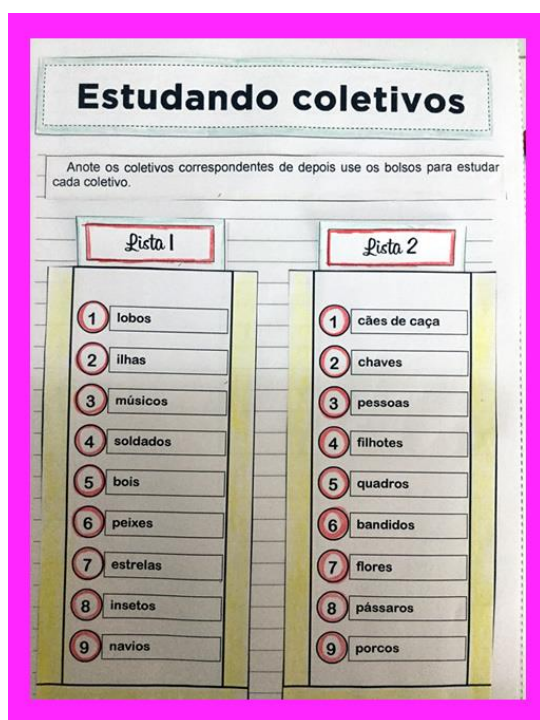 Estudando coletivos
Anote os coletivos correspondentes de depois use os bolsos para estudar
cada coletivo.
Lista 1
1 lobos
2 ilhas
3 músicos
4 soldados
5 bois
6 peixes
7 estrelas
8 insetos
9 navios
Lista 2
1 cães de caça
2 chaves
3 pessoas
4 filhotes
5 quadros
6 bandidos
7 flores
8 pássaros
9 porcos